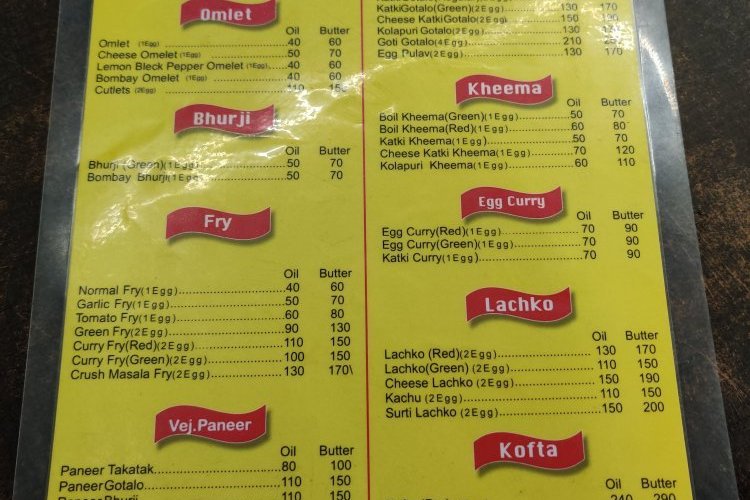 Omlet
Oil Butter
Omlet (1Egg) 40 60
Cheese Omelet (1Egg) 50 70
Lemon Bleck Pepper Omelet (1Egg) 40 60
Bombay Omelet (1Egg) 40 60
Cutlets (2Egg) 110
Bhurji
Oil Butter
Bhurji (Green)(1Egg) 50 70
Bombay Bhurji(1Egg) 50 70
Fry
Oil Butter
Normal Fry(1Egg) 40 60
Garlic Fry(1Egg) 50 70
Tomato Fry(1Egg) 60 80
Green Fry(2Egg) 90 130
Curry Fry(Red)(2Egg) 110 150
Curry Fry(Green)(2Egg) 100 150
Crush Masala Fry(2Egg) 130 170\
Vej.Paneer
Oil Butter
Paneer Takatak 80 100
Paneer Gotalo 110 150
110 150
KatkiGotalo(Green)(2Egg) 130 170
Cheese KatkiGotalo(2Egg) 150 190
Kolapuri Gotalo(2Egg) 130
Goti Gotalo(4Egg) 210
Egg Pulav(2Egg) 130 170
Kheema
Oil Butter
Boil Kheema(Green)(1Egg) 50 70
Boil Kheema(Red)(1Egg) 60 80
Katki Kheema(1Egg) 50 70
Cheese Katki Kheema(1Egg) 70 120
Kolapuri Kheema(1Egg) 60 110
Egg Curry
Oil Butter
Egg Curry(Red)(1Egg) 70 90
Egg Curry(Green)(1Egg) 70 90
Katki Curry(1Egg) 70 90
Lachko
Oil Butter
Lachko (Red)(2Egg) 130 170
Lachko(Green) (2Egg) 110 150
Cheese Lachko (2Egg) 150 190
Kachu (2Egg) 110 150
Surti Lachko (2Egg) 150 200
Kofta
Oil Butter
240 290